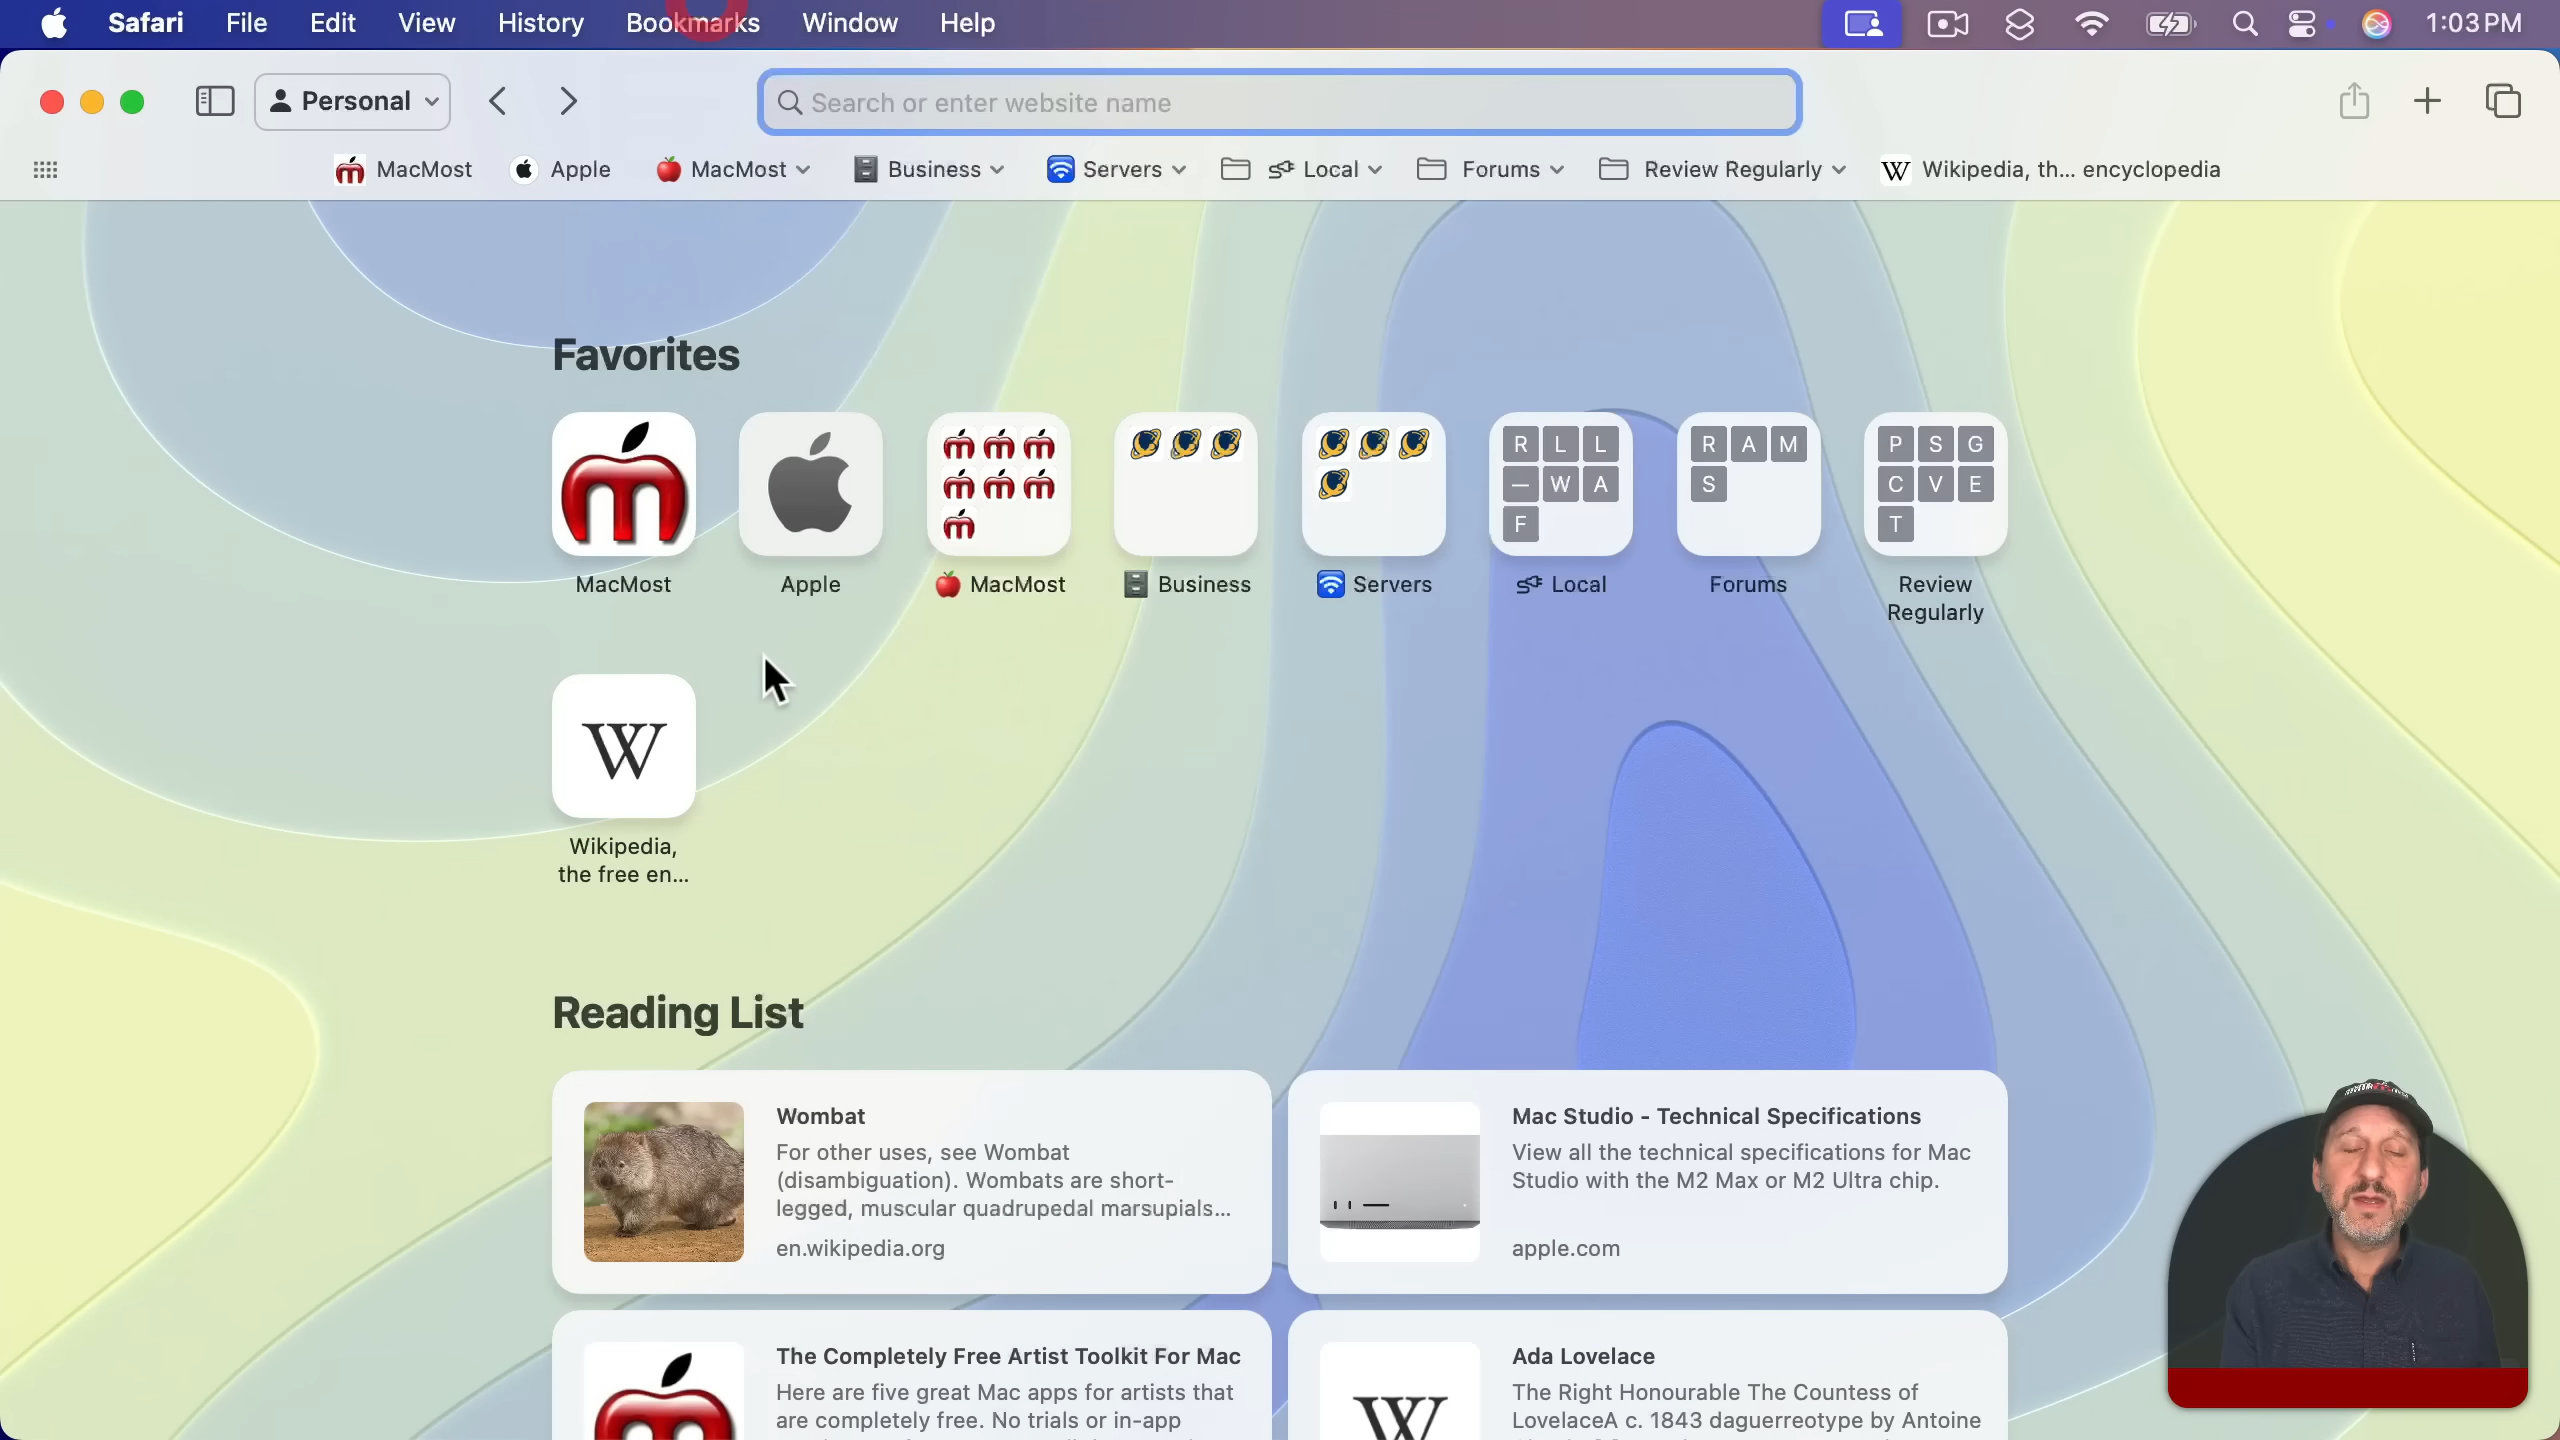 Safari File Edit View History Bookmarks Window Help 1:03 PM
Personal Search or enter website name
MacMost Apple MacMost Business Servers Local Forums Review Regularly Wikipedia, th... encyclopedia
Favorites
R L L
— W A
F
R A M
S
P S G
C V E
T
MacMost Apple MacMost Business Servers Local Forums Review
Regularly
W
Wikipedia,
the free en...
Reading List
Wombat
For other uses, see Wombat
(disambiguation). Wombats are short-
legged, muscular quadrupedal marsupials...
en.wikipedia.org
Mac Studio - Technical Specifications
View all the technical specifications for Mac
Studio with the M2 Max or M2 Ultra chip.
apple.com
The Completely Free Artist Toolkit For Mac
Here are five great Mac apps for artists that
are completely free. No trials or in-app
W
Ada Lovelace
The Right Honourable The Countess of
LovelaceA c. 1843 daguerreotype by Antoine